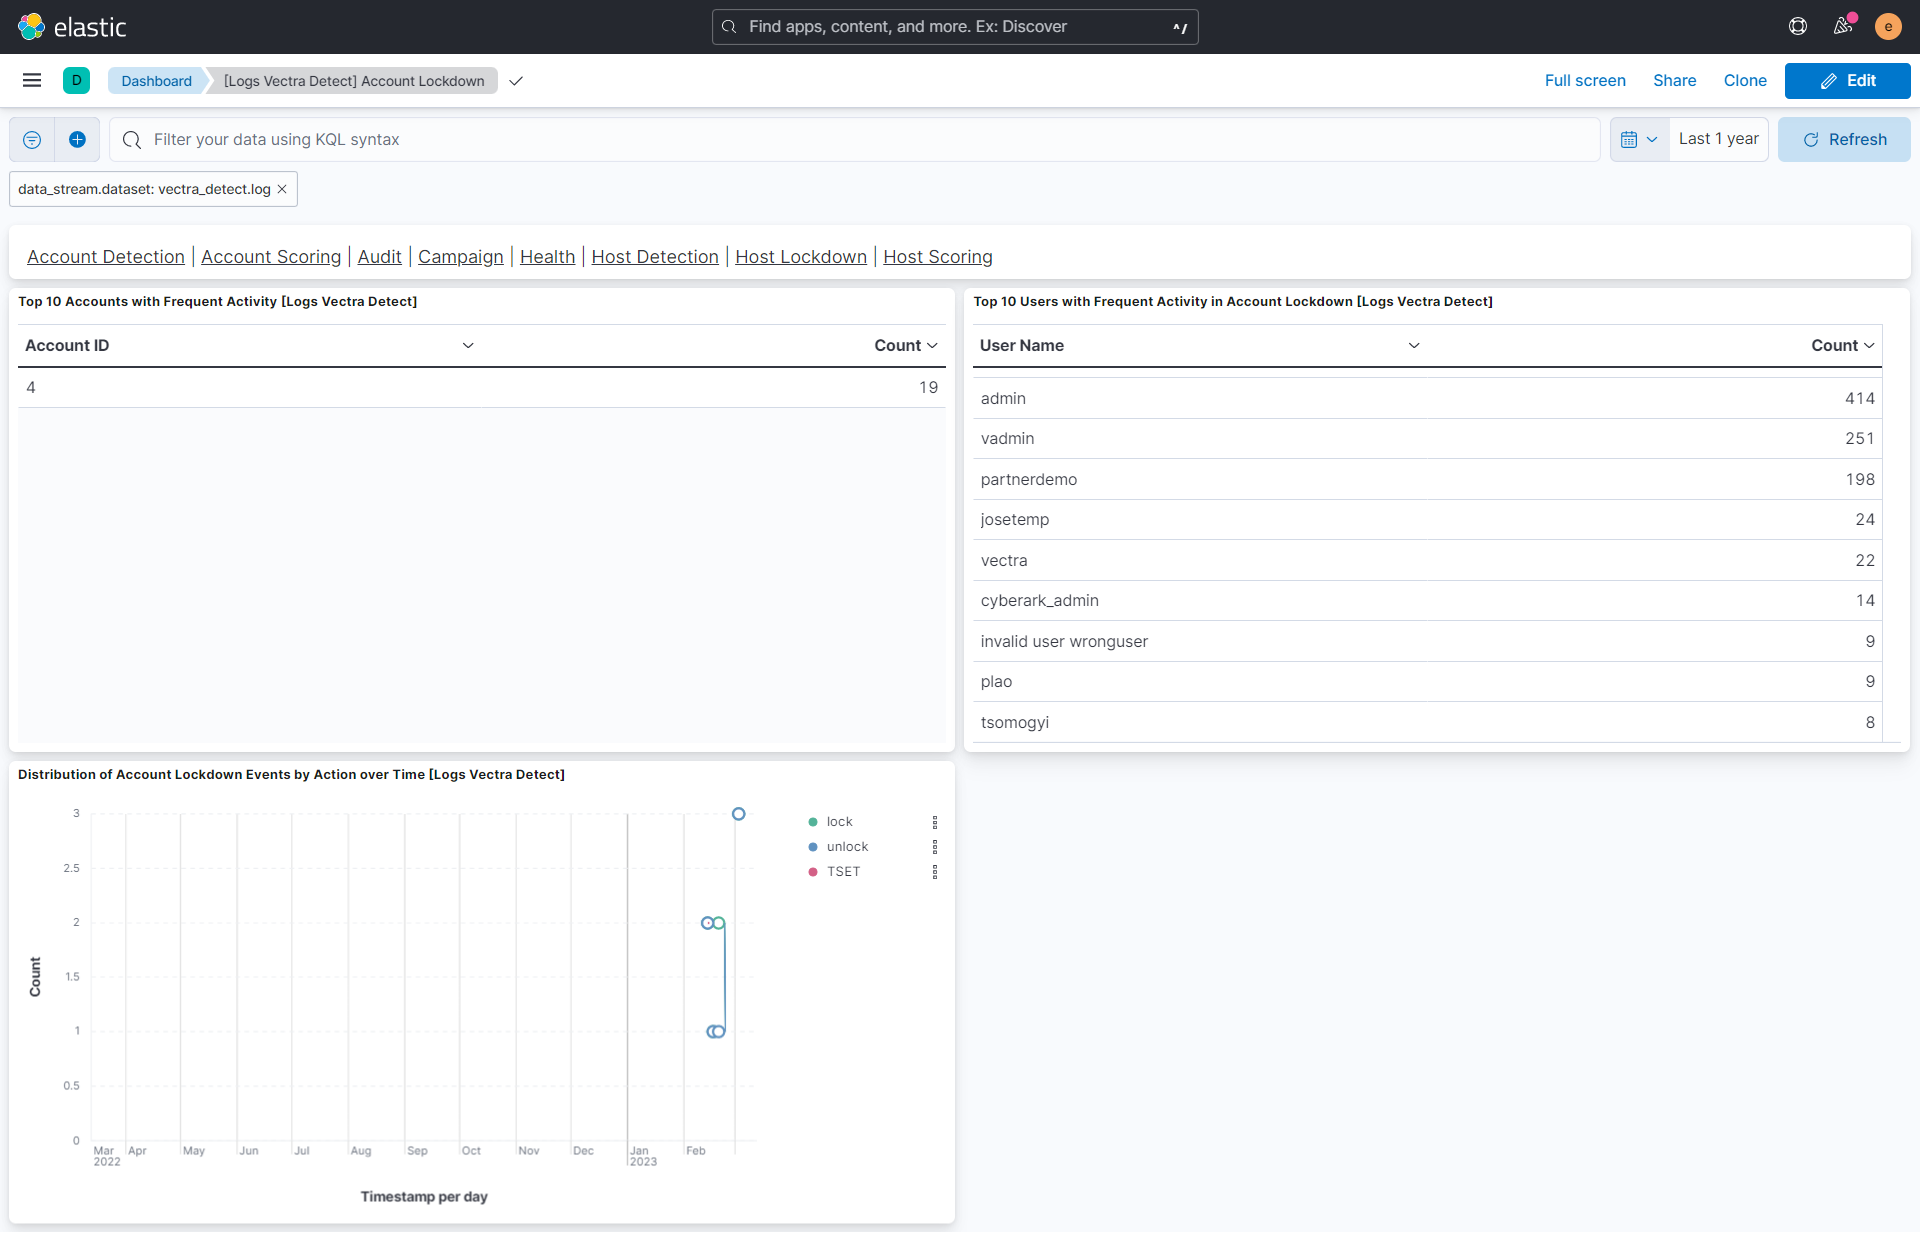 elastic
Find apps, content, and more. Ex: Discover
^/
e
D
Dashboard
[Logs Vectra Detect] Account Lockdown
Full screen
Share
Clone
Edit
Filter your data using KQL syntax
Last 1 year
Refresh
data_stream.dataset: vectra_detect.log ×
Account Detection | Account Scoring | Audit | Campaign | Health | Host Detection | Host Lockdown | Host Scoring
Top 10 Accounts with Frequent Activity [Logs Vectra Detect]
Account ID Count
4 19
Top 10 Users with Frequent Activity in Account Lockdown [Logs Vectra Detect]
User Name Count
admin 414
vadmin 251
partnerdemo 198
josetemp 24
vectra 22
cyberark_admin 14
invalid user wronguser 9
plao 9
tsomogyi 8
Distribution of Account Lockdown Events by Action over Time [Logs Vectra Detect]
3
2.5
2
1.5
1
0.5
0
Count
Mar Apr May Jun Jul Aug Sep Oct Nov Dec Jan Feb
2022 2023
Timestamp per day
lock
unlock
TSET